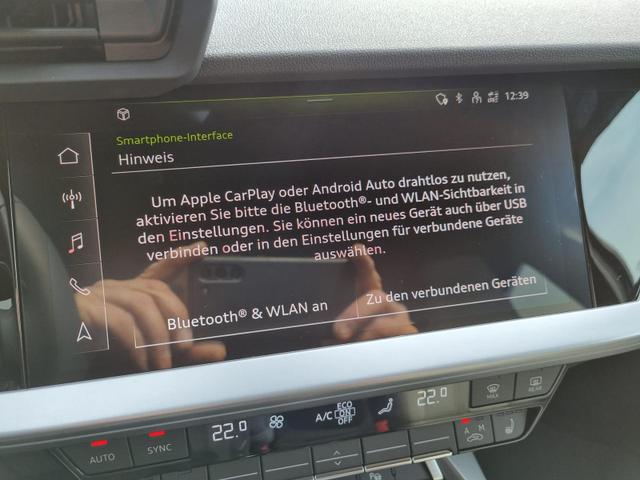 12:39
Smartphone-Interface
Hinweis
Um Apple CarPlay oder Android Auto drahtlos zu nutzen,
aktivieren Sie bitte die Bluetooth®- und WLAN-Sichtbarkeit in
den Einstellungen. Sie können ein neues Gerät auch über USB
verbinden oder in den Einstellungen für verbundene Geräte
auswählen.
Bluetooth® & WLAN an
Zu den verbundenen Geräten
AUTO
SYNC
22.0
A/C
ECO
ON
OFF
22.0
MAX
REAR
A M